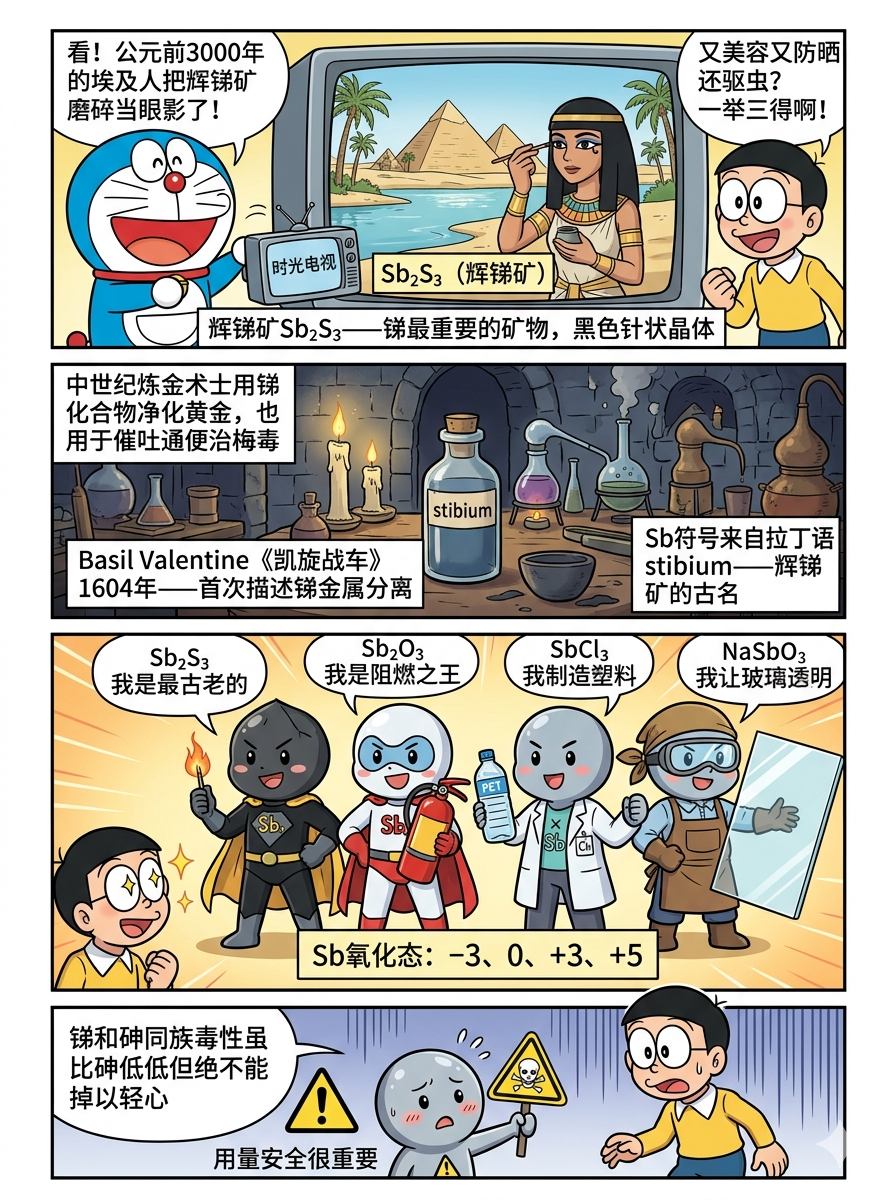 看！公元前3000年
的埃及人把辉锑矿
磨碎当眼影了！
又美容又防晒
还驱虫？
一举三得啊！
时光电视
Sb₂S₃（辉锑矿）
辉锑矿Sb₂S₃——锑最重要的矿物，黑色针状晶体
中世纪炼金术士用锑
化合物净化黄金，也
用于催吐通便治梅毒
stibium
Basil Valentine《凯旋战车》
1604年——首次描述锑金属分离
Sb符号来自拉丁语
stibium——辉锑
矿的古名
Sb₂S₃
我是最古老的
Sb₂O₃
我是阻燃之王
SbCl₃
我制造塑料
NaSbO₃
我让玻璃透明
Sb
Sb
PET
Sb
Ch
Sb氧化态：−3、0、+3、+5
锑和砷同族毒性虽
比砷低低但绝不能
掉以轻心
用量安全很重要